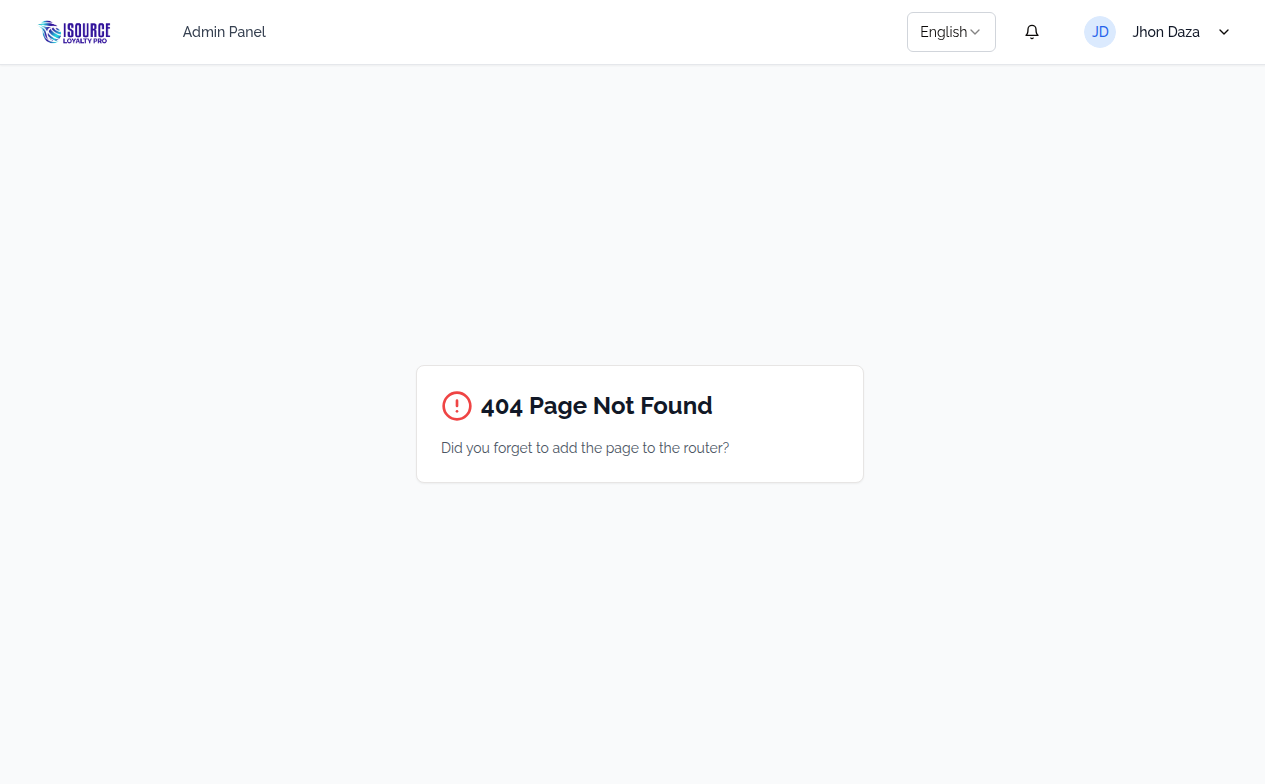 ISOURCE
LOYALTY PRO
Admin Panel
English
JD
Jhon Daza
404 Page Not Found
Did you forget to add the page to the router?